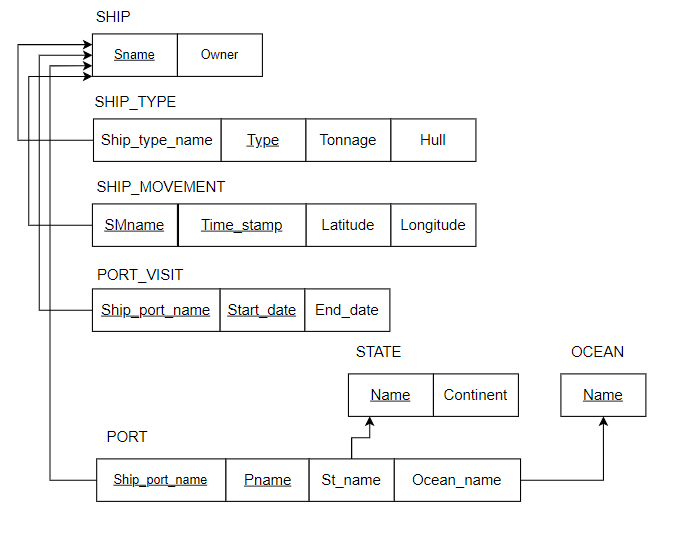 SHIP
Sname Owner
SHIP_TYPE
Ship_type_name Type Tonnage Hull
SHIP_MOVEMENT
SMname Time_stamp Latitude Longitude
PORT_VISIT
Ship_port_name Start_date End_date
STATE OCEAN
Name Continent Name
PORT
Ship_port_name Pname St_name Ocean_name